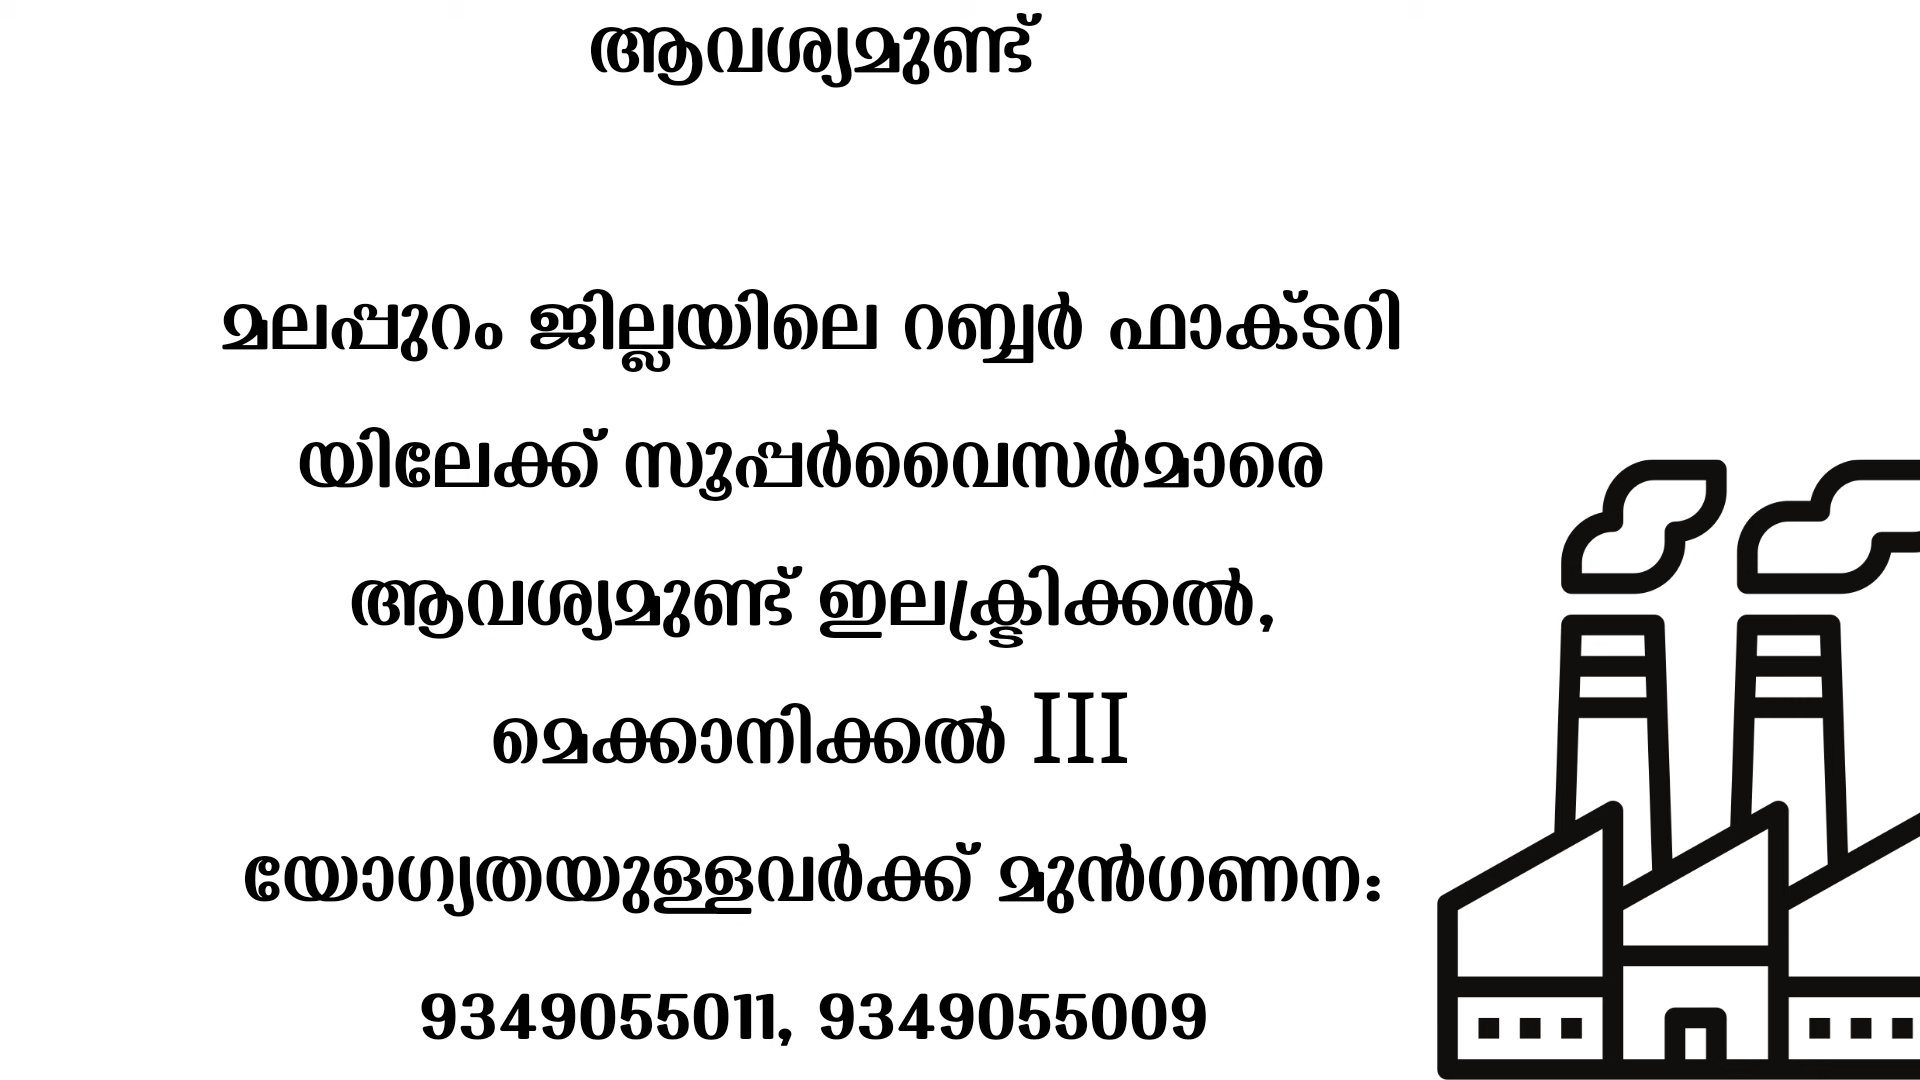 ആവശ്യമുണ്ട്
മലപ്പുറം ജില്ലയിലെ റബ്ബർ ഫാക്ടറി
യിലേക്ക് സൂപ്പർവൈസർമാരെ
ആവശ്യമുണ്ട് ഇലക്ട്രിക്കൽ,
മെക്കാനിക്കൽ III
യോഗ്യതയുള്ളവർക്ക് മുൻഗണന:
9349055011, 9349055009